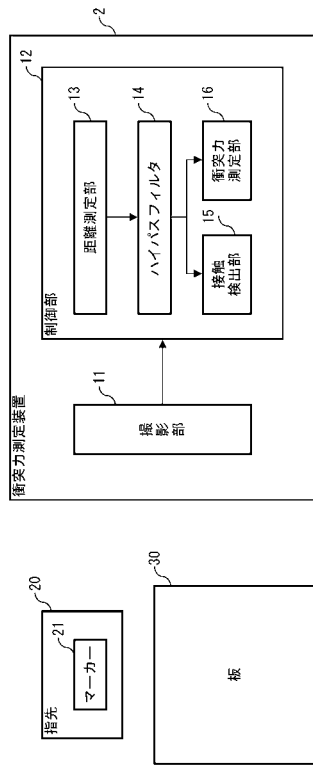 衝突力測定装置
2
制御部
12
距離測定部
13
ハイパスフィルタ
14
接触
検出部
15
衝突力
測定部
16
撮影部
11
指先
20
マーカー
21
板
30